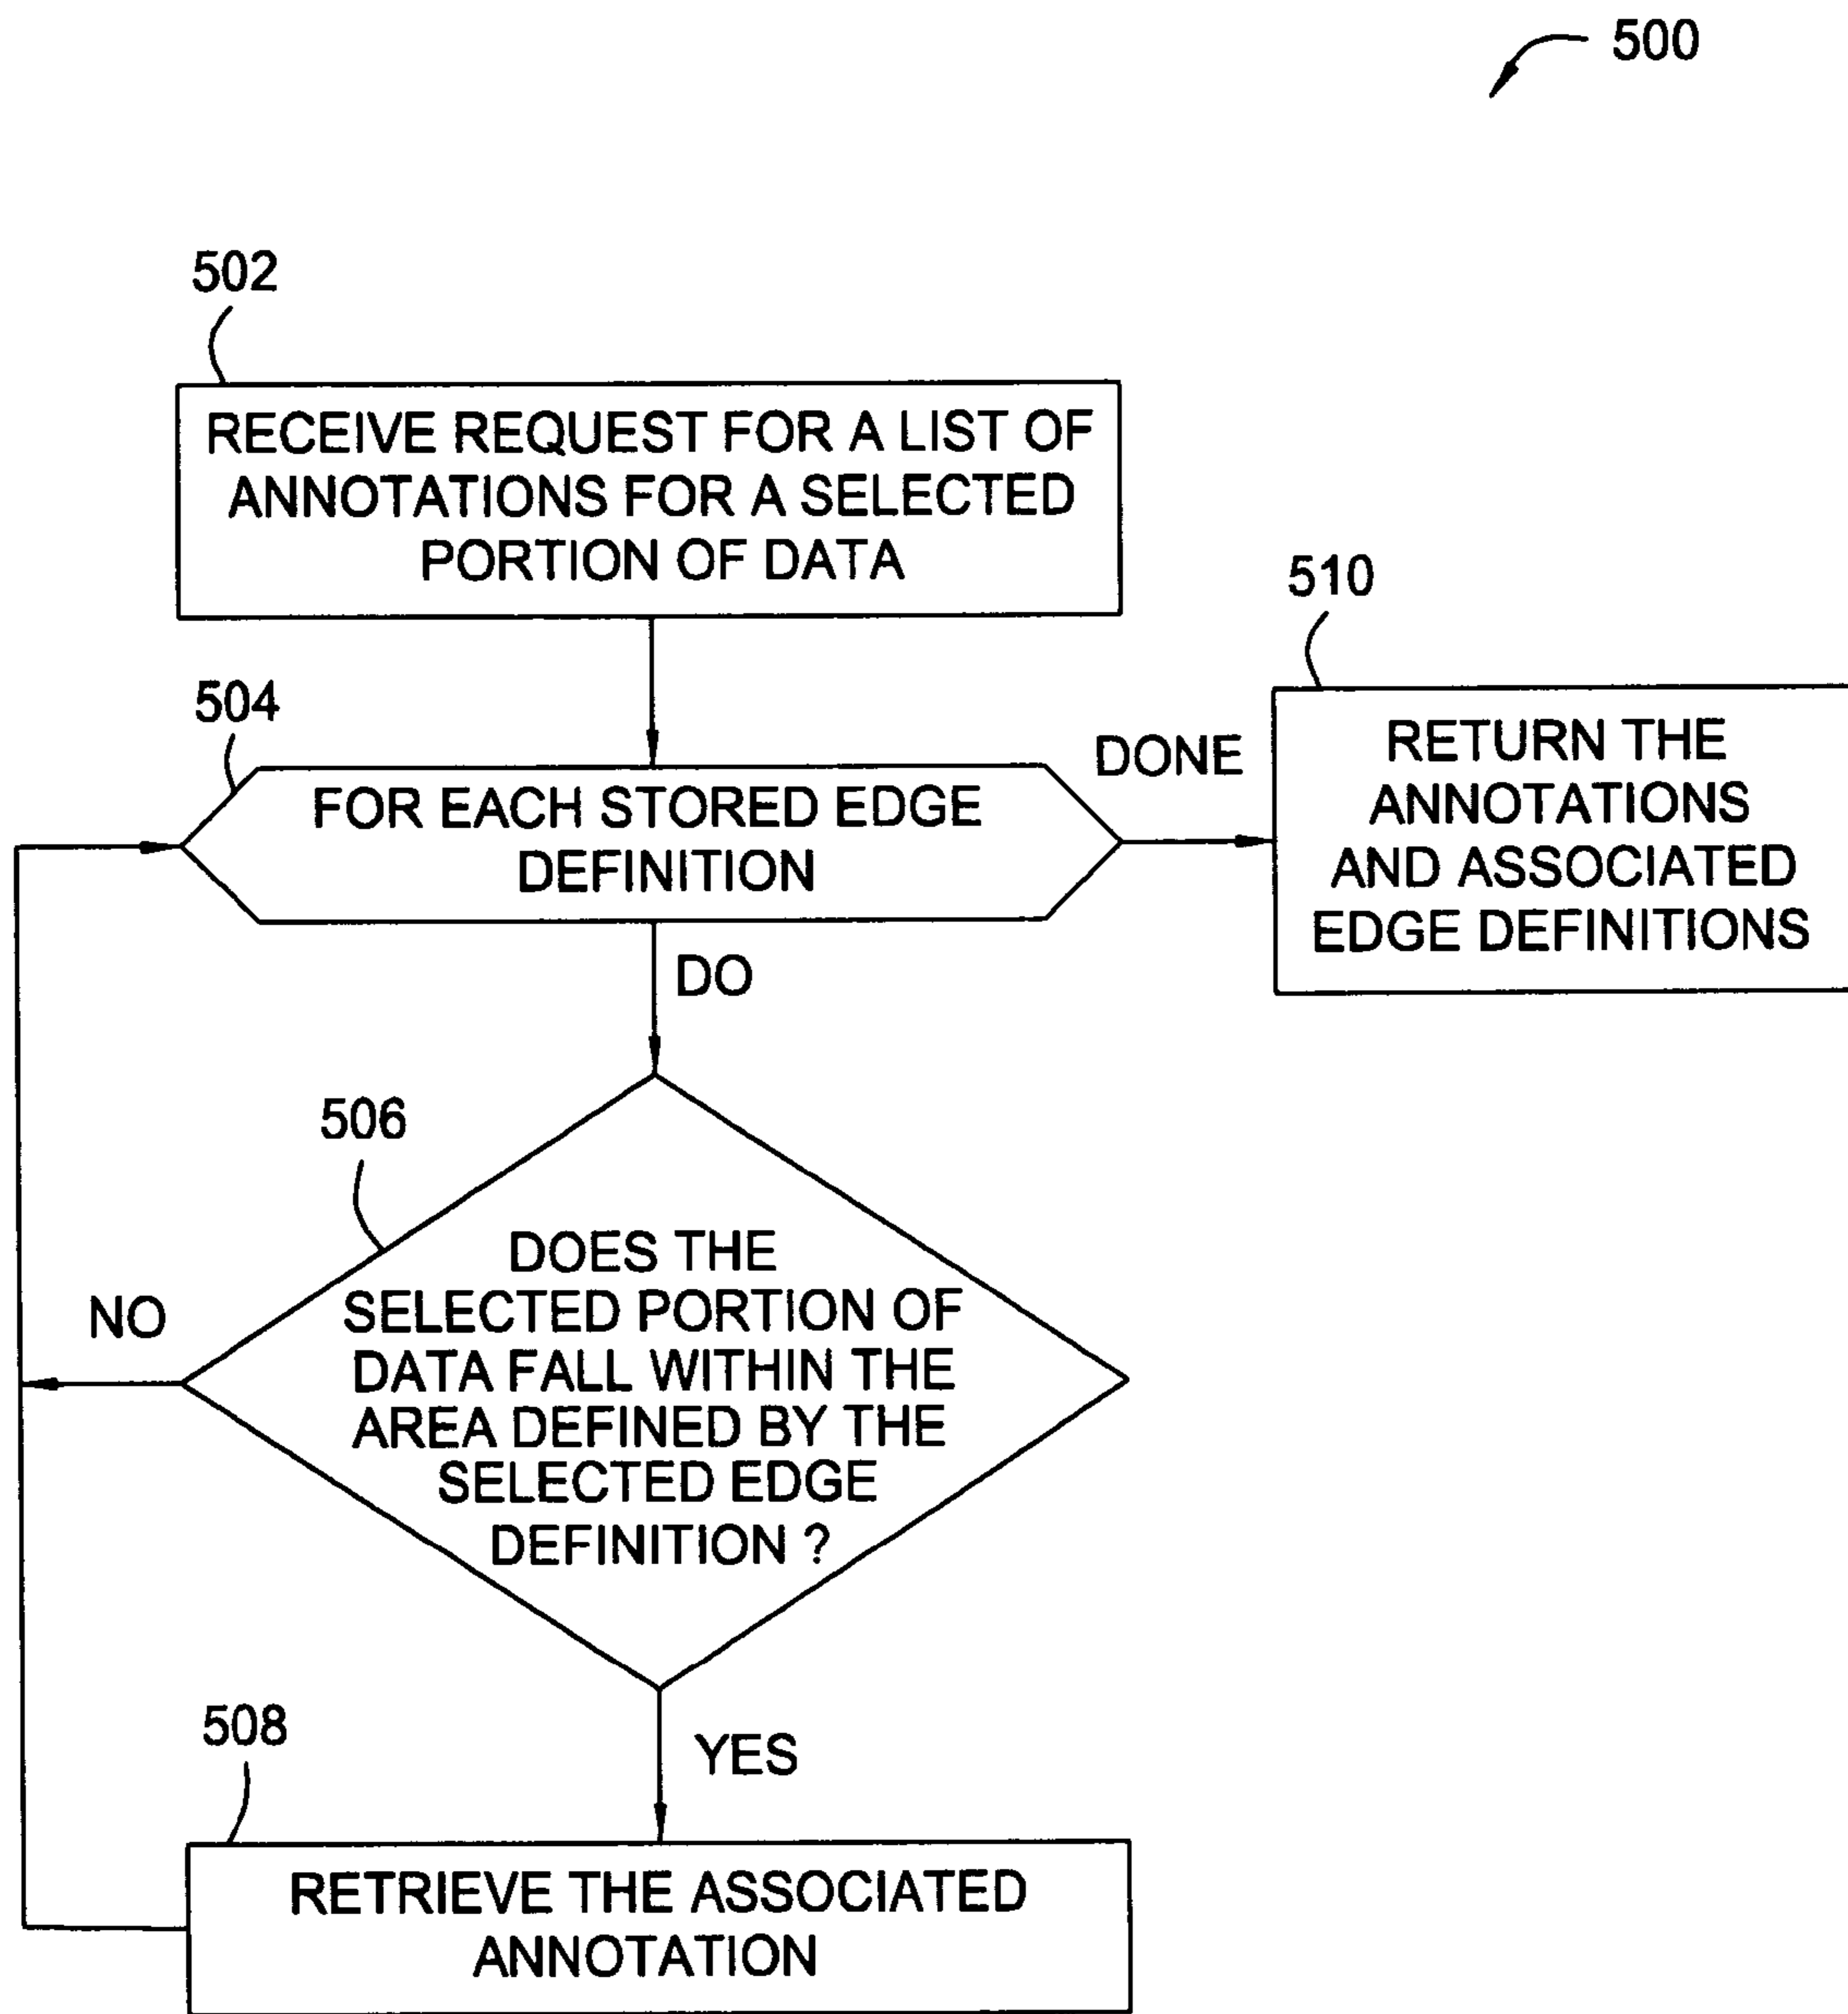 500
502
RECEIVE REQUEST FOR A LIST OF
ANNOTATIONS FOR A SELECTED
PORTION OF DATA
504
FOR EACH STORED EDGE
DEFINITION
DONE
510
RETURN THE
ANNOTATIONS
AND ASSOCIATED
EDGE DEFINITIONS
DO
506
DOES THE
SELECTED PORTION OF
DATA FALL WITHIN THE
AREA DEFINED BY THE
SELECTED EDGE
DEFINITION ?
NO
YES
508
RETRIEVE THE ASSOCIATED
ANNOTATION